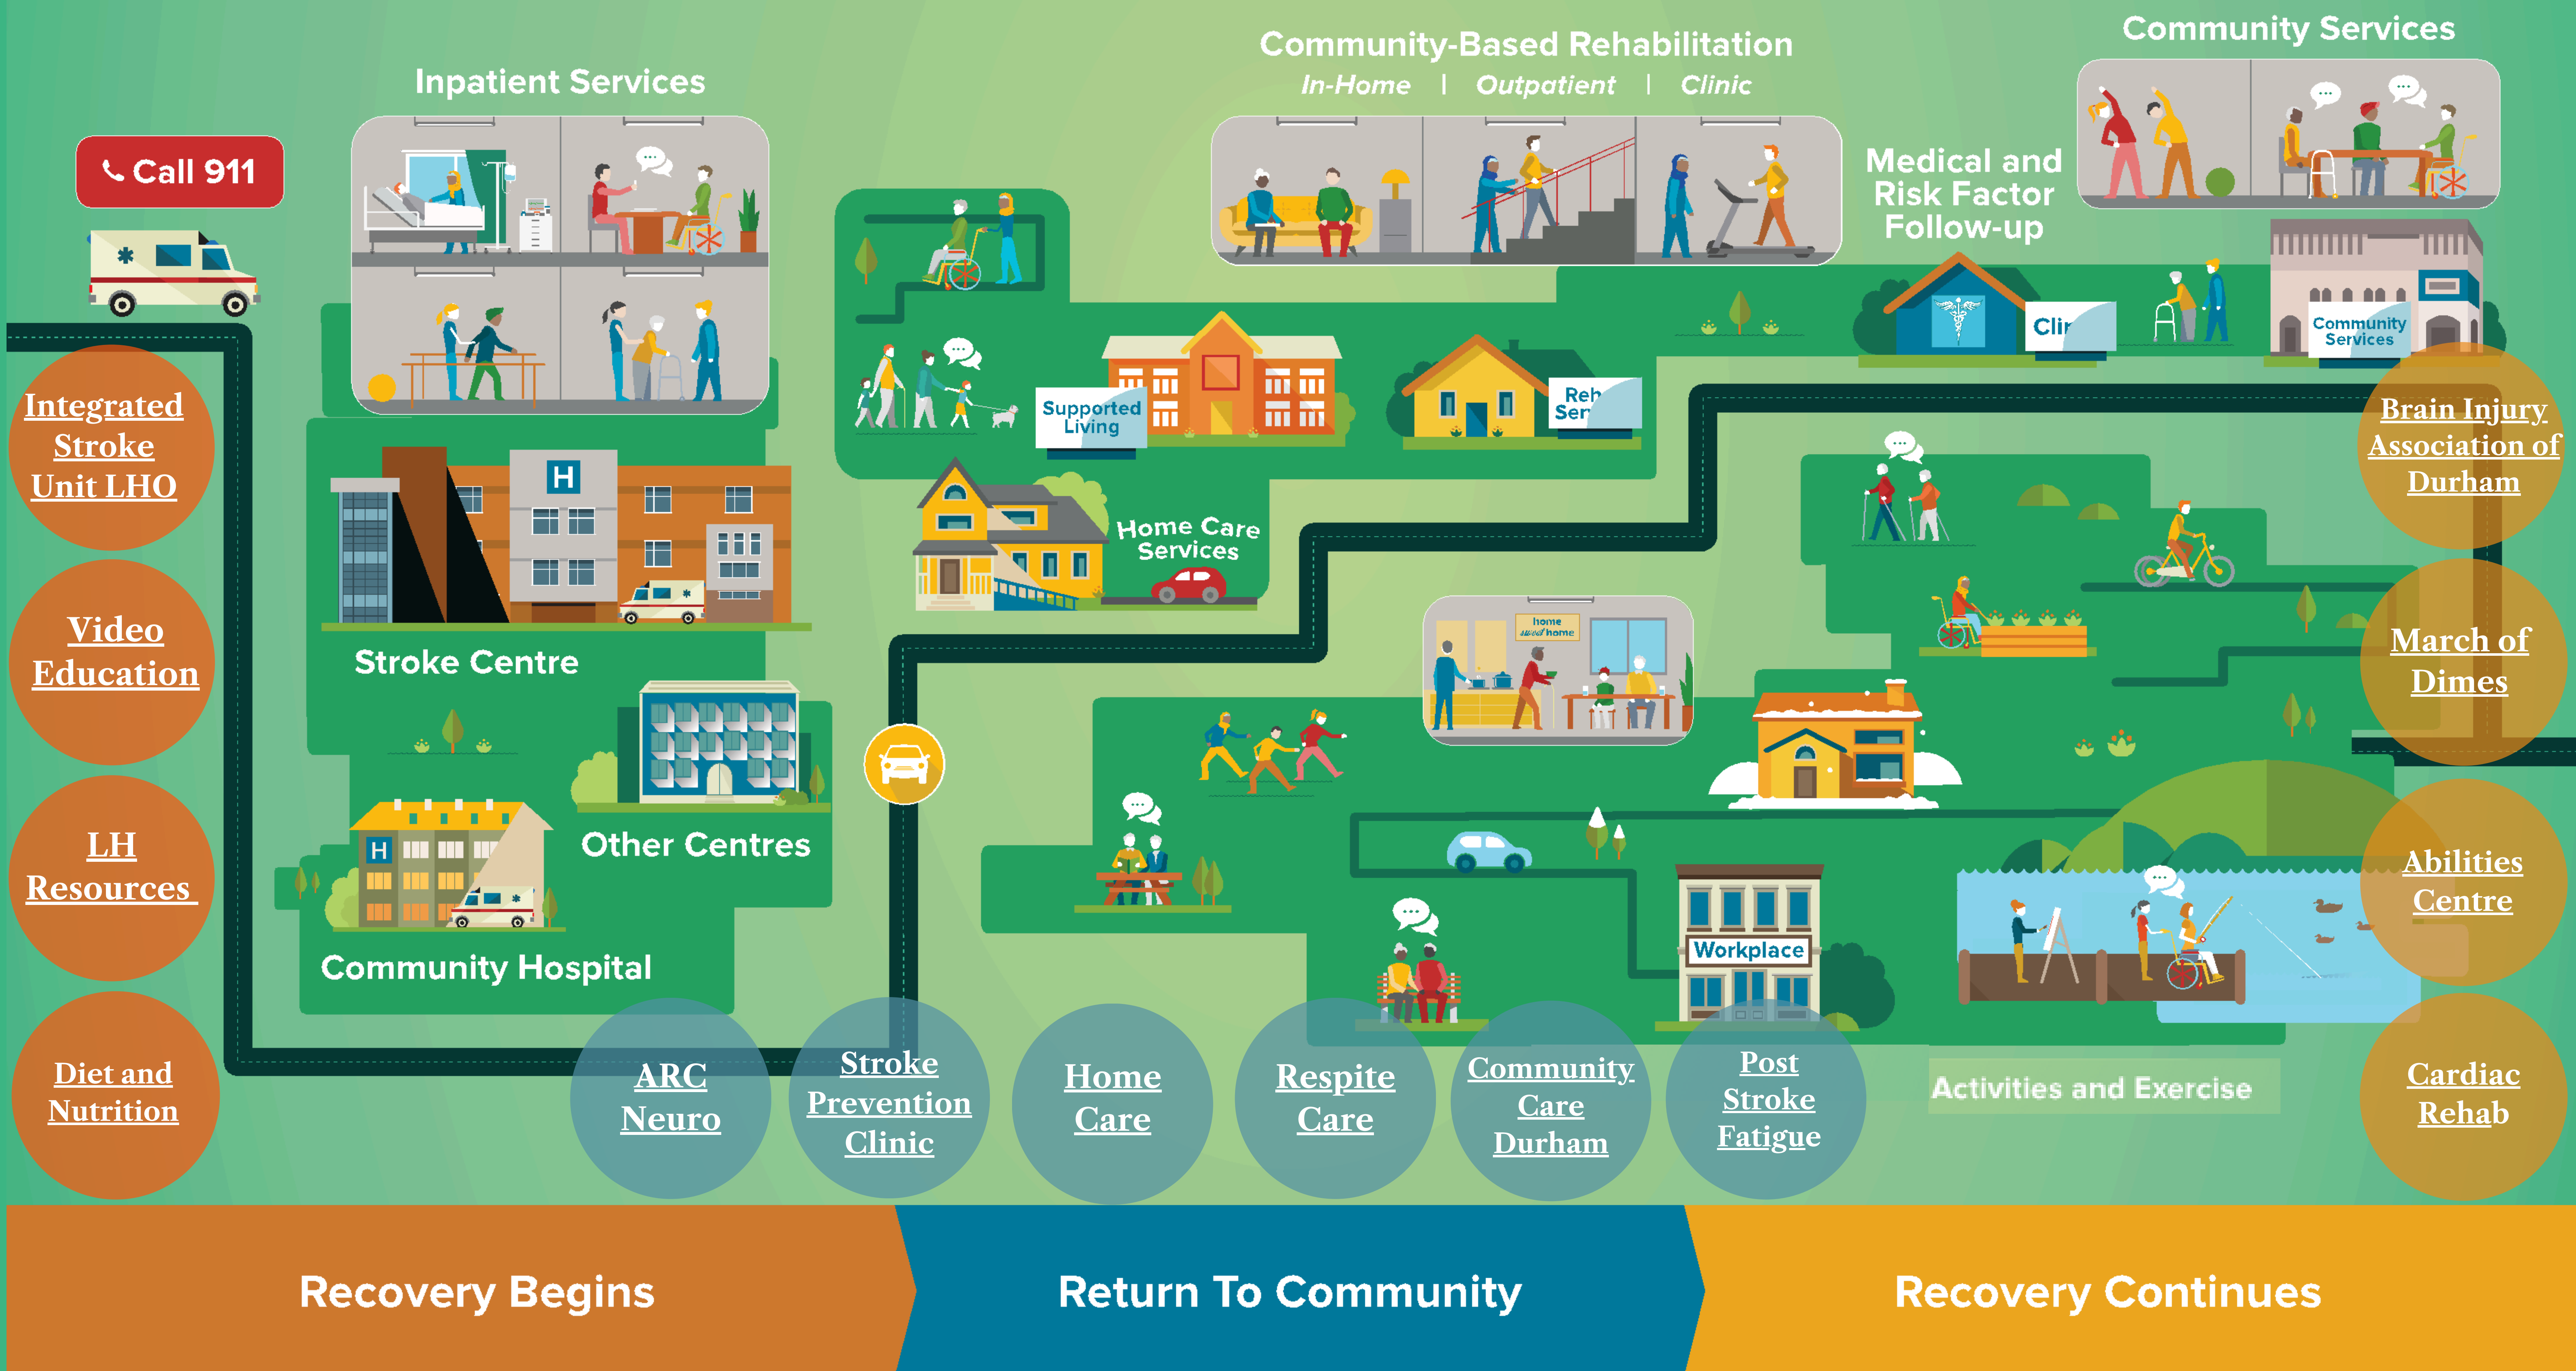 Community Services
Community-Based Rehabilitation
In-Home | Outpatient | Clinic
Inpatient Services
Call 911
Medical and
Risk Factor
Follow-up
Community
Services
Supported
Living
Integrated
Stroke
Unit LHO
Brain Injury
Association of
Durham
H
Home Care
Services
home
sweet home
Video
Education
Stroke Centre
March of
Dimes
LH
Resources
H
Other Centres
Abilities
Centre
Workplace
Community Hospital
Diet and
Nutrition
ARC
Neuro
Stroke
Prevention
Clinic
Home
Care
Respite
Care
Community
Care
Durham
Post
Stroke
Fatigue
Activities and Exercise
Cardiac
Rehab
Recovery Begins
Return To Community
Recovery Continues